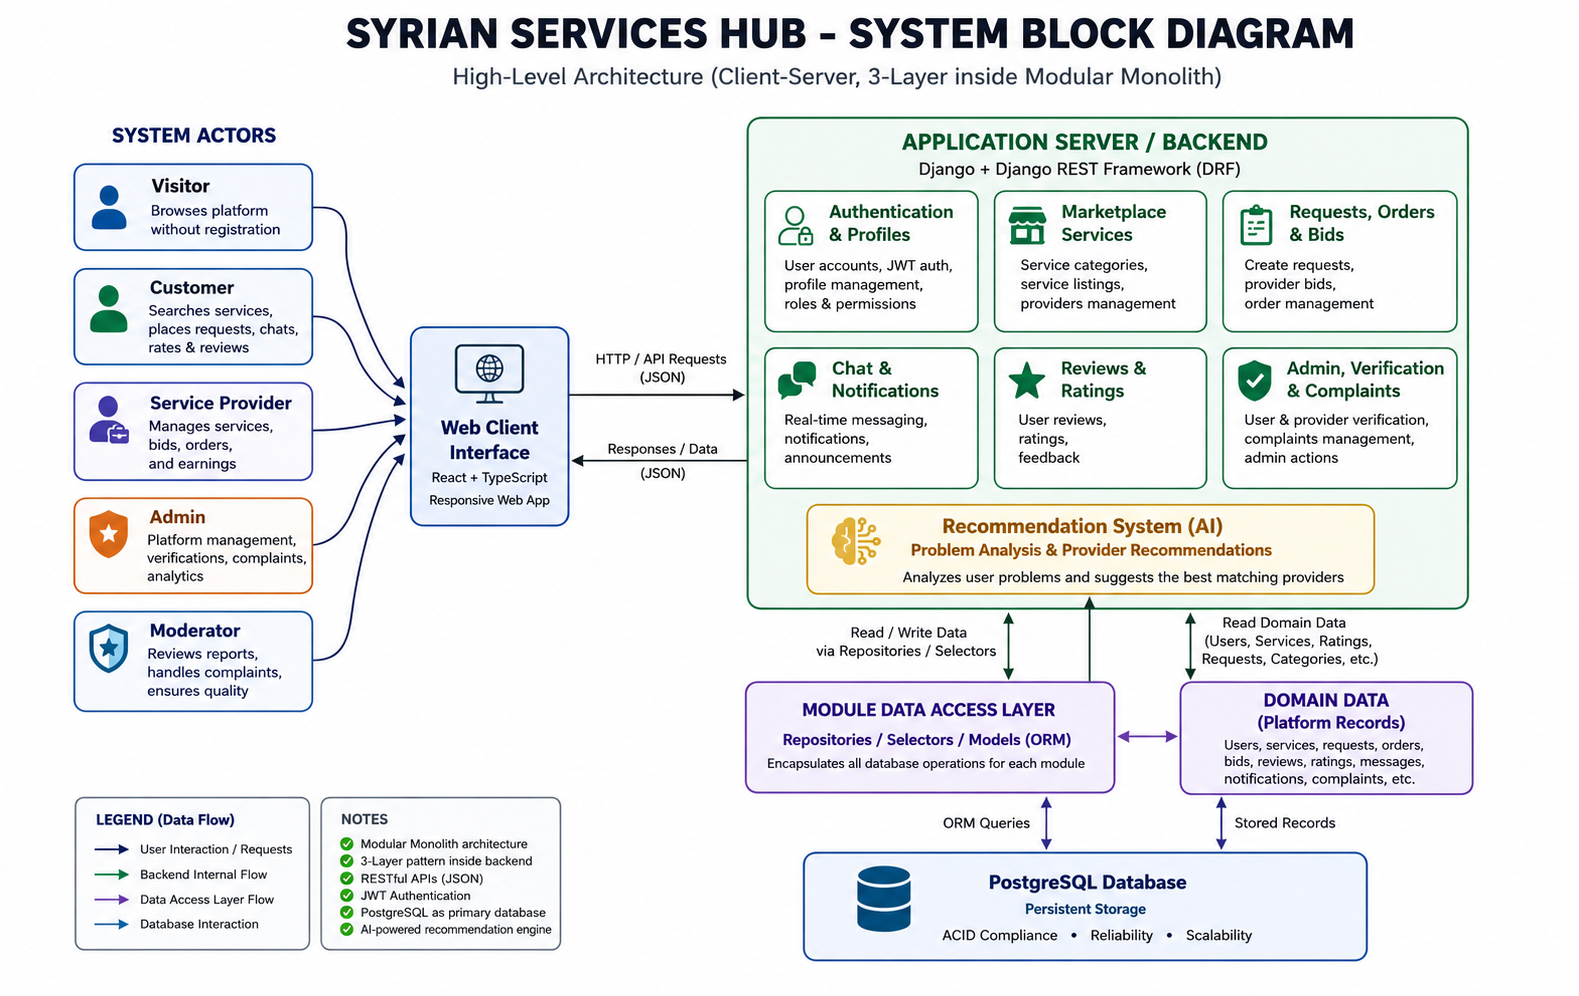 SYRIAN SERVICES HUB - SYSTEM BLOCK DIAGRAM
High-Level Architecture (Client-Server, 3-Layer inside Modular Monolith)
SYSTEM ACTORS
Visitor
Browses platform
without registration
Customer
Searches services,
places requests, chats,
rates & reviews
Service Provider
Manages services,
bids, orders,
and earnings
Admin
Platform management,
verifications, complaints,
analytics
Moderator
Reviews reports,
handles complaints,
ensures quality
Web Client
Interface
React + TypeScript
Responsive Web App
HTTP / API Requests
(JSON)
Responses / Data
(JSON)
APPLICATION SERVER / BACKEND
Django + Django REST Framework (DRF)
Authentication
& Profiles
User accounts, JWT auth,
profile management,
roles & permissions
Marketplace
Services
Service categories,
service listings,
providers management
Requests, Orders
& Bids
Create requests,
provider bids,
order management
Chat &
Notifications
Real-time messaging,
notifications,
announcements
Reviews &
Ratings
User reviews,
ratings,
feedback
Admin, Verification
& Complaints
User & provider verification,
complaints management,
admin actions
Recommendation System (AI)
Problem Analysis & Provider Recommendations
Analyzes user problems and suggests the best matching providers
Read / Write Data
via Repositories / Selectors
Read Domain Data
(Users, Services, Ratings,
Requests, Categories, etc.)
MODULE DATA ACCESS LAYER
Repositories / Selectors / Models (ORM)
Encapsulates all database operations for each module
DOMAIN DATA
(Platform Records)
Users, services, requests, orders,
bids, reviews, ratings, messages,
notifications, complaints, etc.
ORM Queries
Stored Records
PostgreSQL Database
Persistent Storage
ACID Compliance • Reliability • Scalability
LEGEND (Data Flow)
User Interaction / Requests
Backend Internal Flow
Data Access Layer Flow
Database Interaction
NOTES
Modular Monolith architecture
3-Layer pattern inside backend
RESTful APIs (JSON)
JWT Authentication
PostgreSQL as primary database
AI-powered recommendation engine